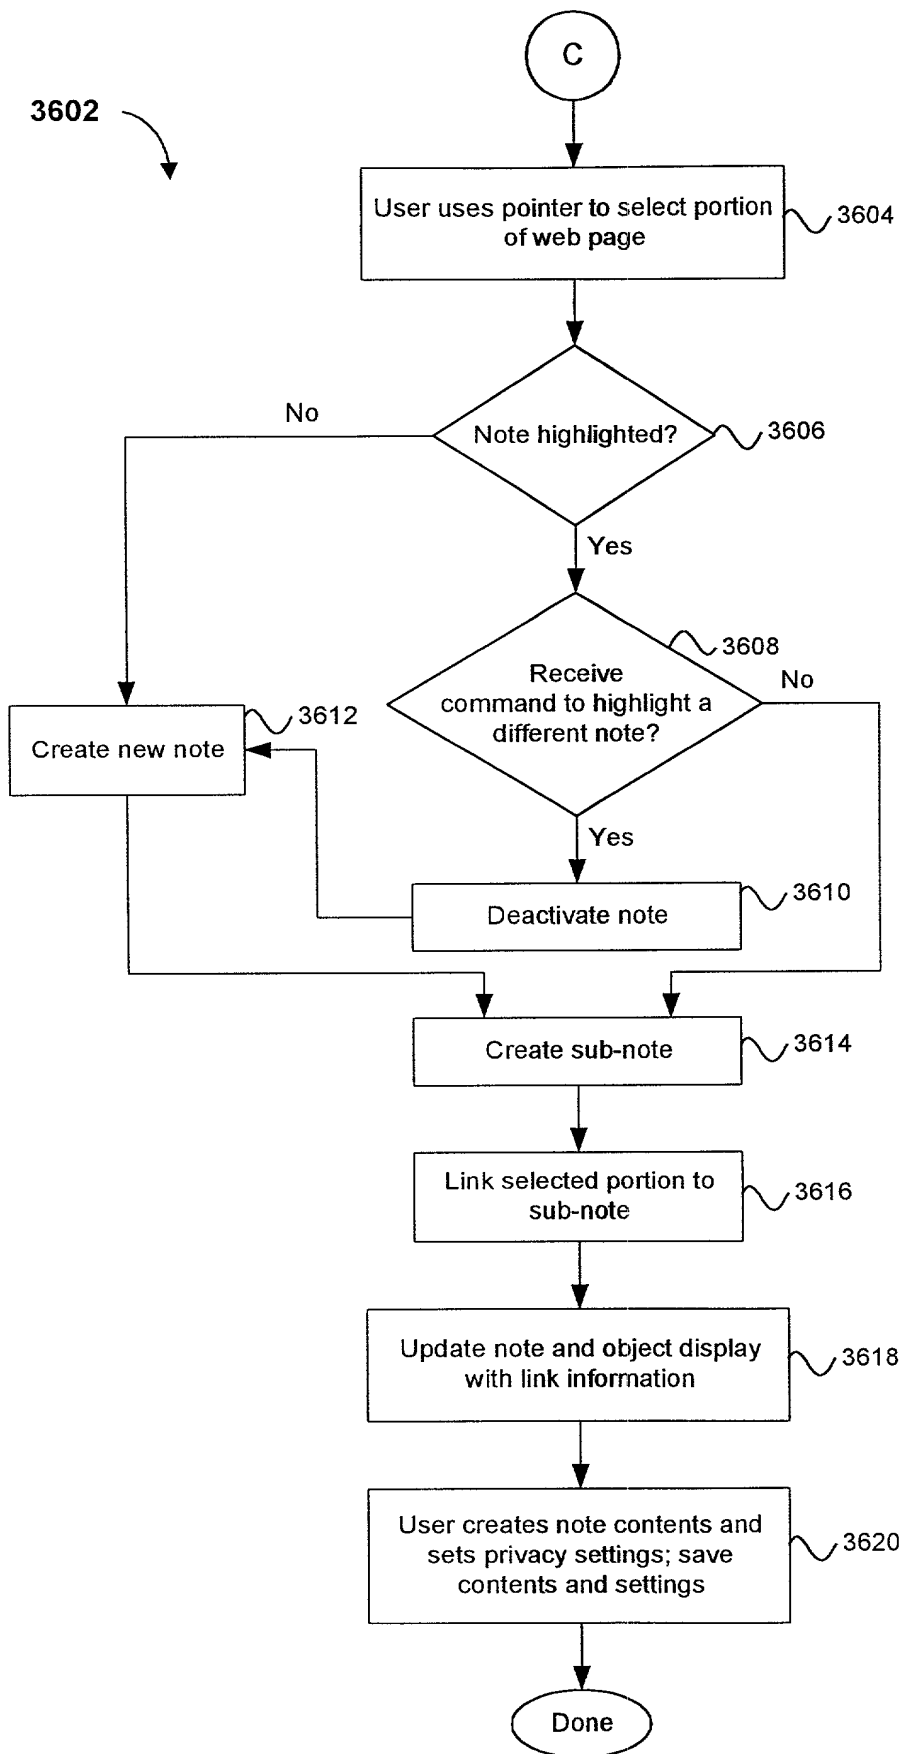 C
3602
User uses pointer to select portion
of web page
3604
No
Note highlighted?
3606
Yes
3608
Receive
command to highlight a
different note?
No
3612
Create new note
Yes
3610
Deactivate note
Create sub-note
3614
Link selected portion to
sub-note
3616
Update note and object display
with link information
3618
User creates note contents and
sets privacy settings; save
contents and settings
3620
Done